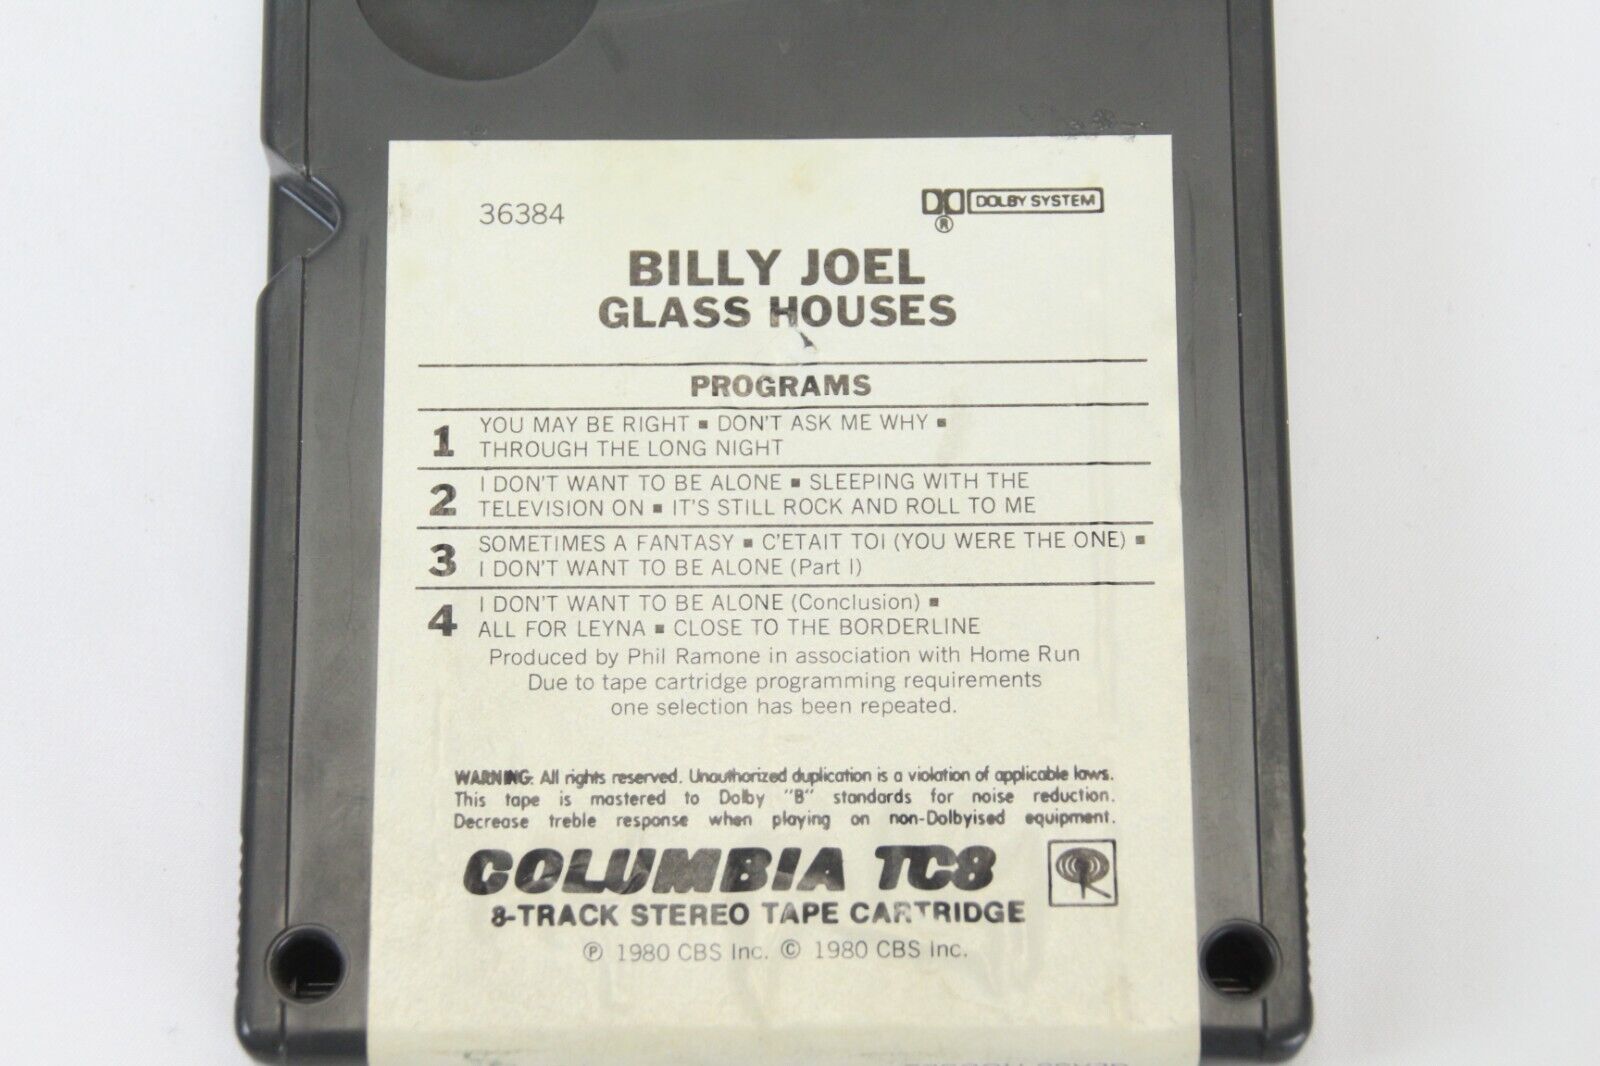 36384
DOLBY SYSTEM
®
BILLY JOEL
GLASS HOUSES
PROGRAMS
1 YOU MAY BE RIGHT ▪ DON'T ASK ME WHY ▪
THROUGH THE LONG NIGHT
2 I DON'T WANT TO BE ALONE ▪ SLEEPING WITH THE
TELEVISION ON ▪ IT'S STILL ROCK AND ROLL TO ME
3 SOMETIMES A FANTASY ▪ C'ETAIT TOI (YOU WERE THE ONE) ▪
I DON'T WANT TO BE ALONE (Part I)
4 I DON'T WANT TO BE ALONE (Conclusion) ▪
ALL FOR LEYNA ▪ CLOSE TO THE BORDERLINE
Produced by Phil Ramone in association with Home Run
Due to tape cartridge programming requirements
one selection has been repeated.
WARNING: All rights reserved. Unauthorized duplication is a violation of applicable laws.
This tape is mastered to Dolby "B" standards for noise reduction.
Decrease treble response when playing on non-Dolbyised equipment.
COLUMBIA TC8
8-TRACK STEREO TAPE CARTRIDGE
℗ 1980 CBS Inc. © 1980 CBS Inc.